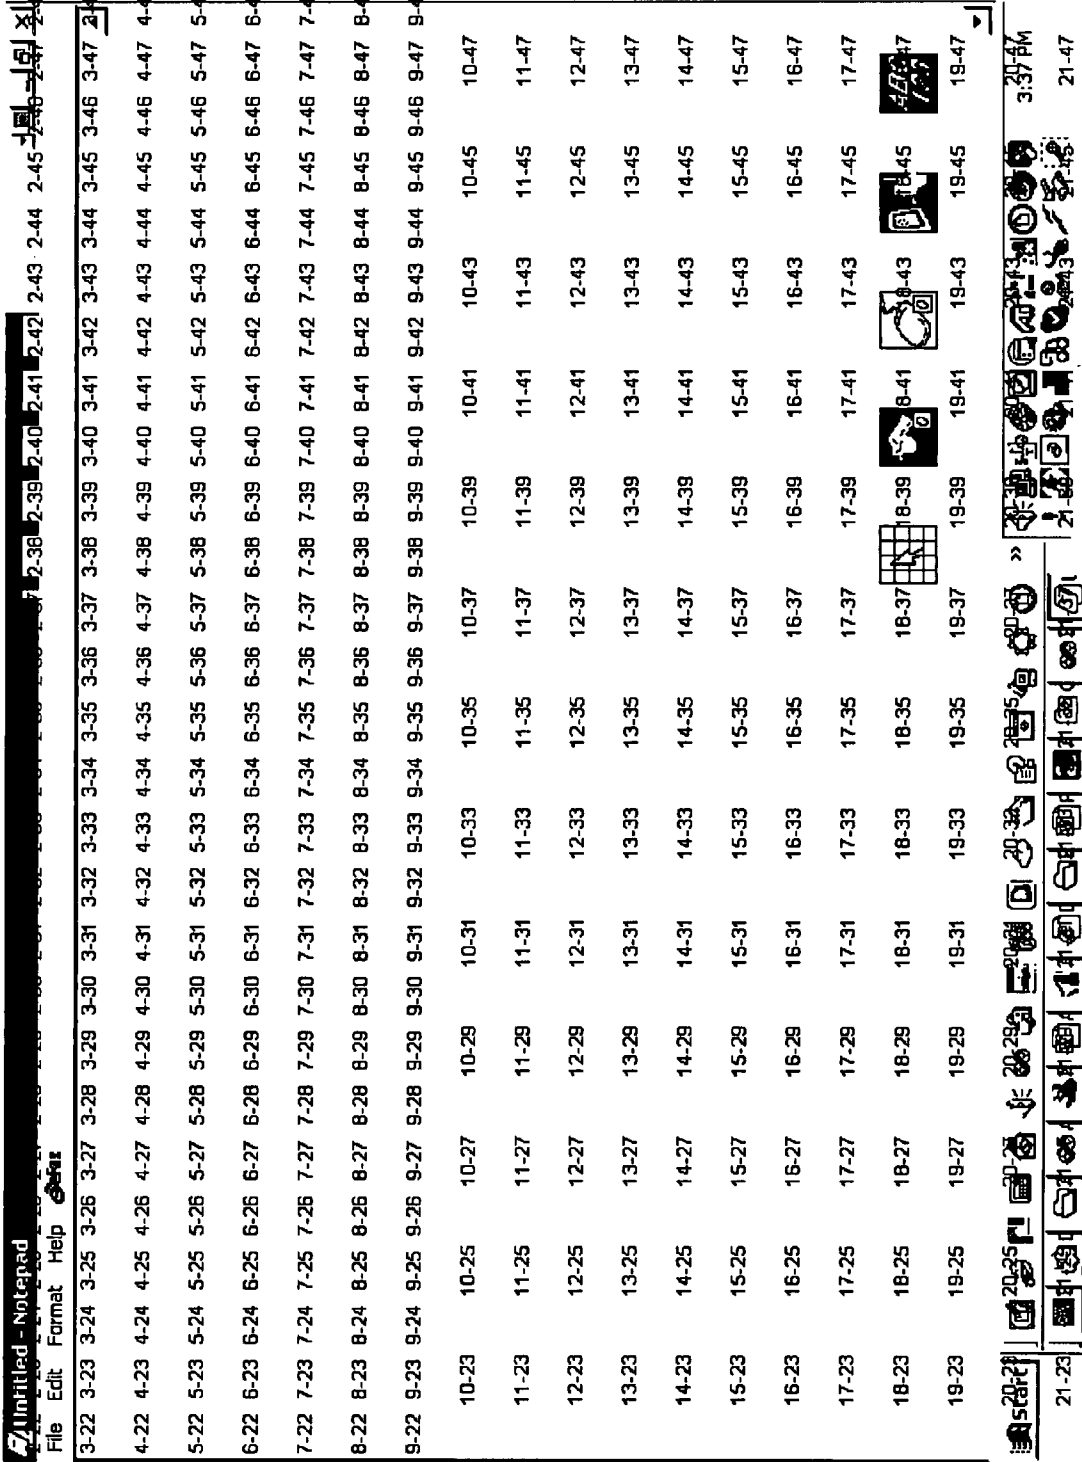 Untitled - Notepad
2-38 2-39 2-40 2-41 2-42 2-43 2-44 2-45
File Edit Format Help
3-22 3-23 3-24 3-25 3-26 3-27 3-28 3-29 3-30 3-31 3-32 3-33 3-34 3-35 3-36 3-37 3-38 3-39 3-40 3-41 3-42 3-43 3-44 3-45 3-46 3-47
4-22 4-23 4-24 4-25 4-26 4-27 4-28 4-29 4-30 4-31 4-32 4-33 4-34 4-35 4-36 4-37 4-38 4-39 4-40 4-41 4-42 4-43 4-44 4-45 4-46 4-47
5-22 5-23 5-24 5-25 5-26 5-27 5-28 5-29 5-30 5-31 5-32 5-33 5-34 5-35 5-36 5-37 5-38 5-39 5-40 5-41 5-42 5-43 5-44 5-45 5-46 5-47
6-22 6-23 6-24 6-25 6-26 6-27 6-28 6-29 6-30 6-31 6-32 6-33 6-34 6-35 6-36 6-37 6-38 6-39 6-40 6-41 6-42 6-43 6-44 6-45 6-46 6-47
7-22 7-23 7-24 7-25 7-26 7-27 7-28 7-29 7-30 7-31 7-32 7-33 7-34 7-35 7-36 7-37 7-38 7-39 7-40 7-41 7-42 7-43 7-44 7-45 7-46 7-47
8-22 8-23 8-24 8-25 8-26 8-27 8-28 8-29 8-30 8-31 8-32 8-33 8-34 8-35 8-36 8-37 8-38 8-39 8-40 8-41 8-42 8-43 8-44 8-45 8-46 8-47
9-22 9-23 9-24 9-25 9-26 9-27 9-28 9-29 9-30 9-31 9-32 9-33 9-34 9-35 9-36 9-37 9-38 9-39 9-40 9-41 9-42 9-43 9-44 9-45 9-46 9-47
10-23 10-25 10-27 10-29 10-31 10-33 10-35 10-37 10-39 10-41 10-43 10-45 10-47
11-23 11-25 11-27 11-29 11-31 11-33 11-35 11-37 11-39 11-41 11-43 11-45 11-47
12-23 12-25 12-27 12-29 12-31 12-33 12-35 12-37 12-39 12-41 12-43 12-45 12-47
13-23 13-25 13-27 13-29 13-31 13-33 13-35 13-37 13-39 13-41 13-43 13-45 13-47
14-23 14-25 14-27 14-29 14-31 14-33 14-35 14-37 14-39 14-41 14-43 14-45 14-47
15-23 15-25 15-27 15-29 15-31 15-33 15-35 15-37 15-39 15-41 15-43 15-45 15-47
16-23 16-25 16-27 16-29 16-31 16-33 16-35 16-37 16-39 16-41 16-43 16-45 16-47
17-23 17-25 17-27 17-29 17-31 17-33 17-35 17-37 17-39 17-41 17-43 17-45 17-47
18-23 18-25 18-27 18-29 18-31 18-33 18-35 18-37 18-39 18-41 18-43 18-45
19-23 19-25 19-27 19-29 19-31 19-33 19-35 19-37 19-39 19-41 19-43 19-45 19-47
20-23 20-25 20-29 20-35 20-47
Start » 3:37 PM
21-23 21-45 21-47